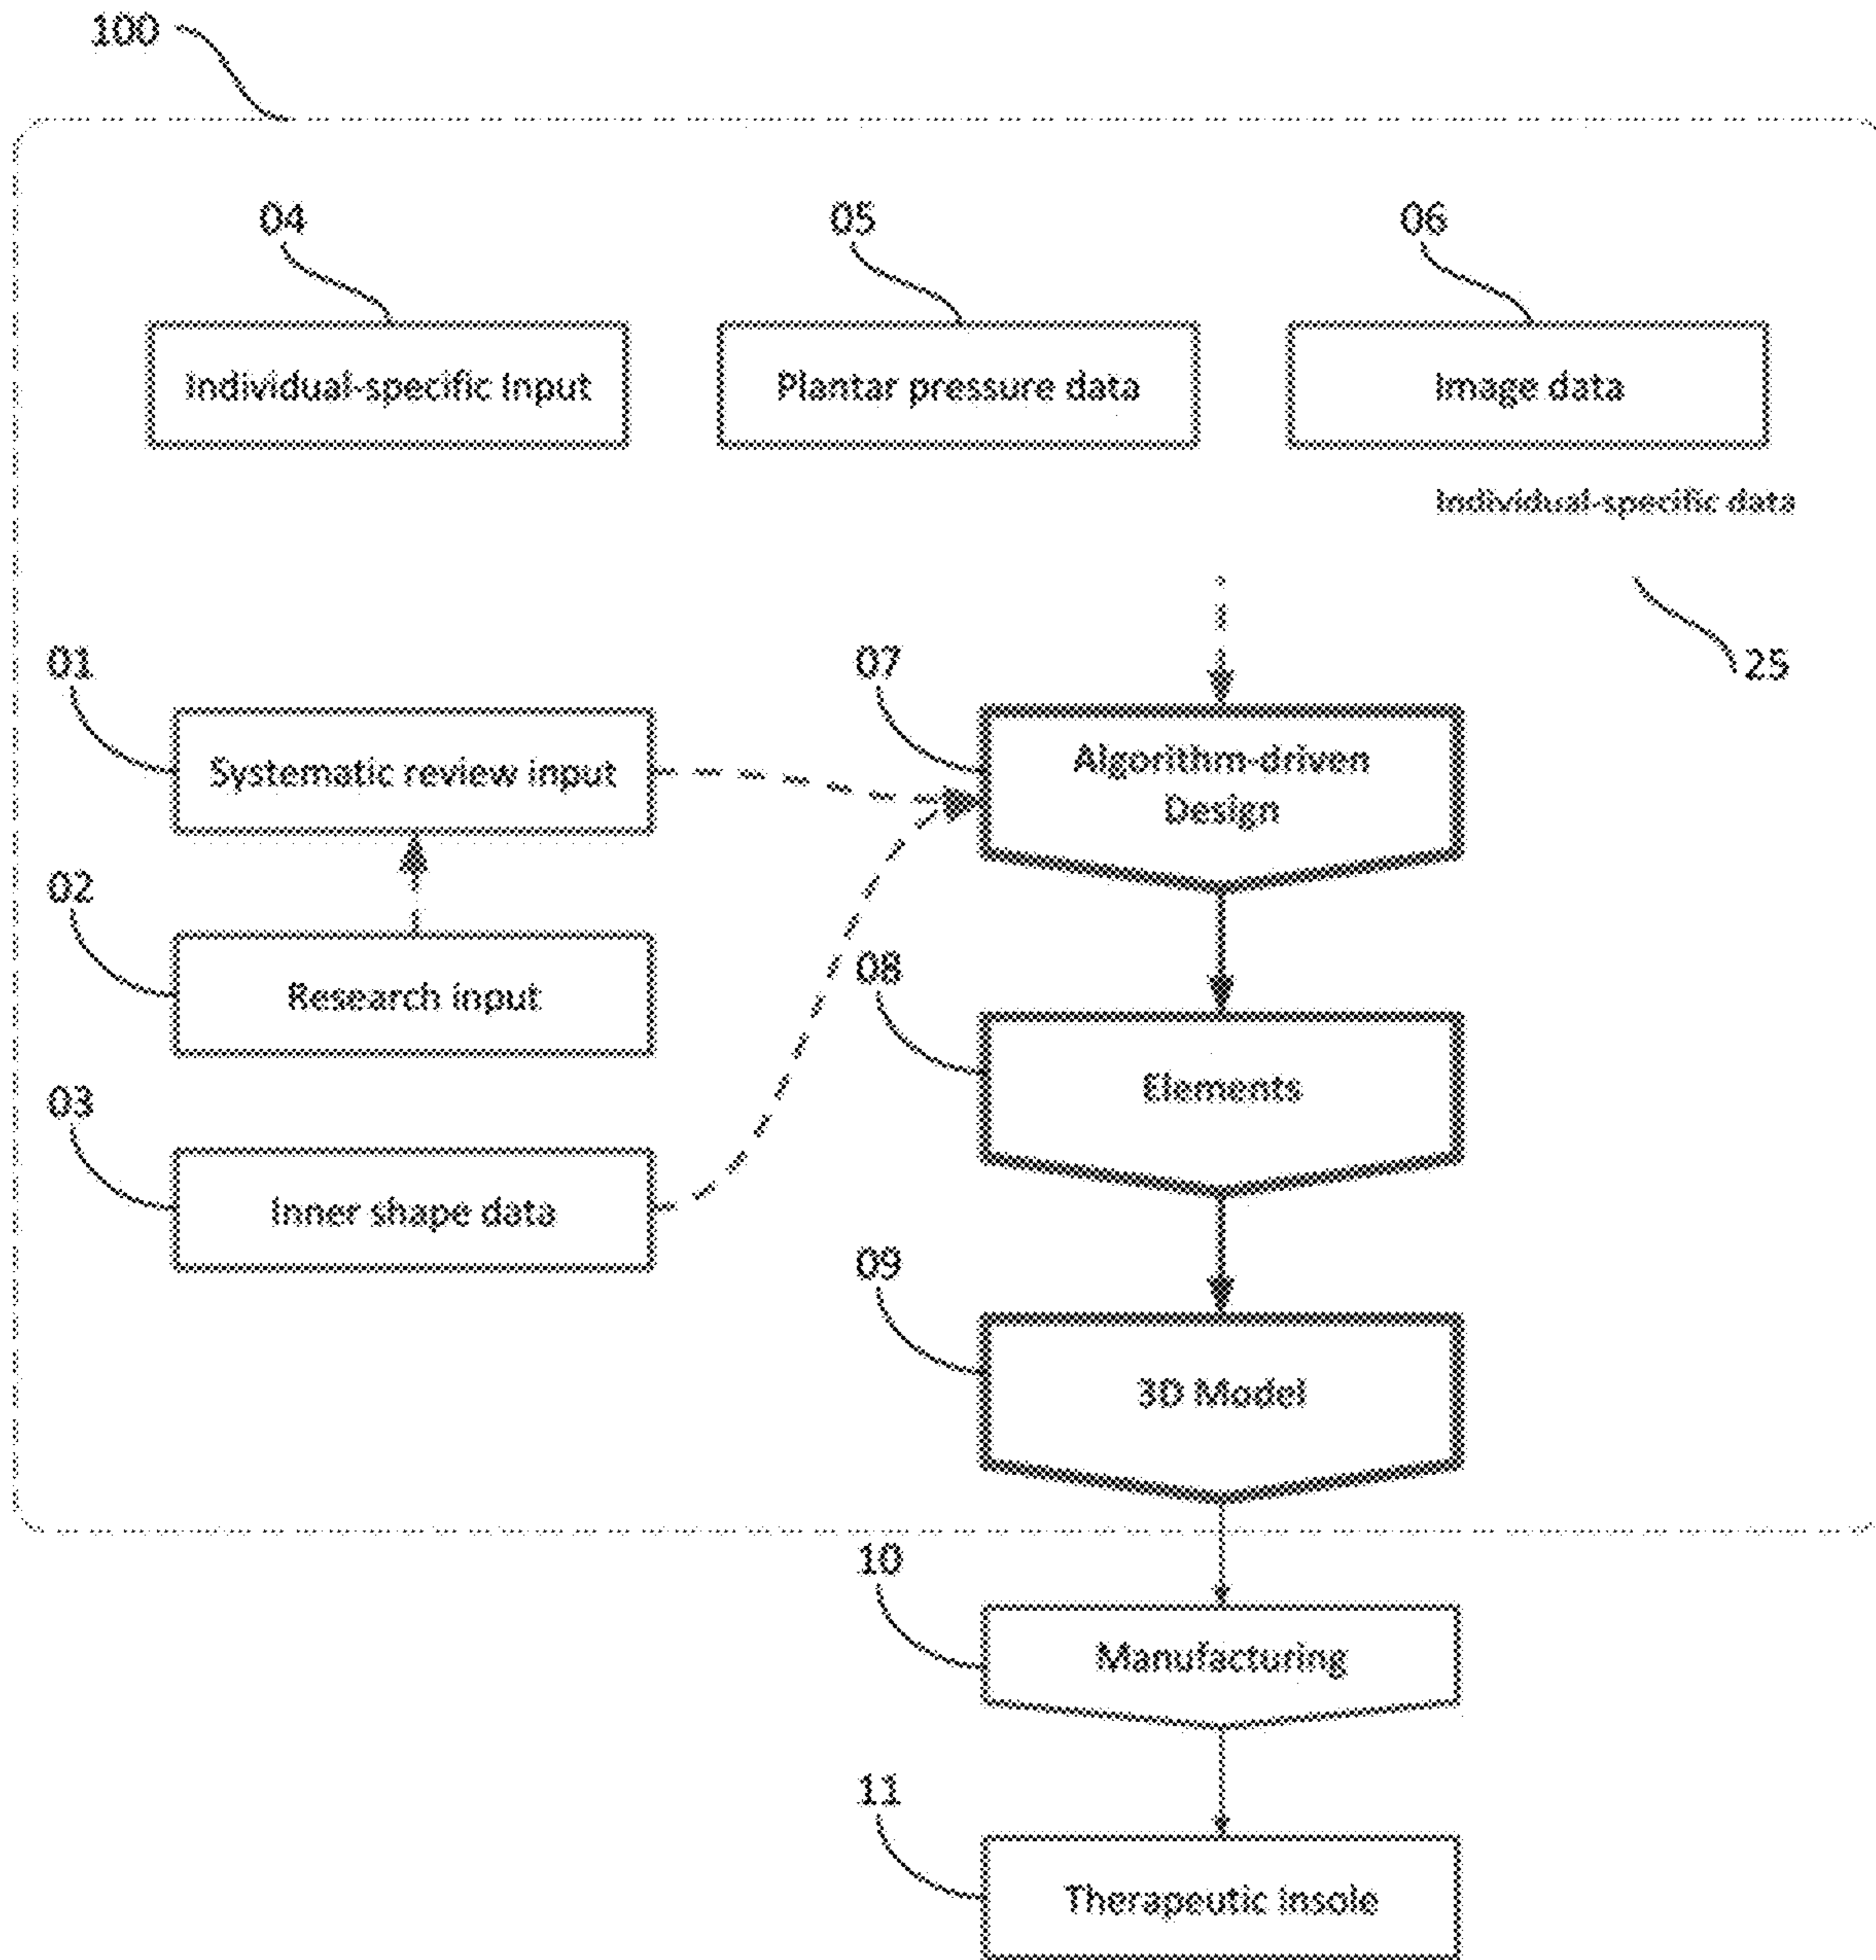 100
04
05
06
Individual-specific Input
Plantar pressure data
Image data
Individual-specific data
25
01
07
Systematic review input
Algorithm-driven
Design
02
Research input
08
Elements
03
Inner shape data
09
3D Model
10
Manufacturing
11
Therapeutic insole